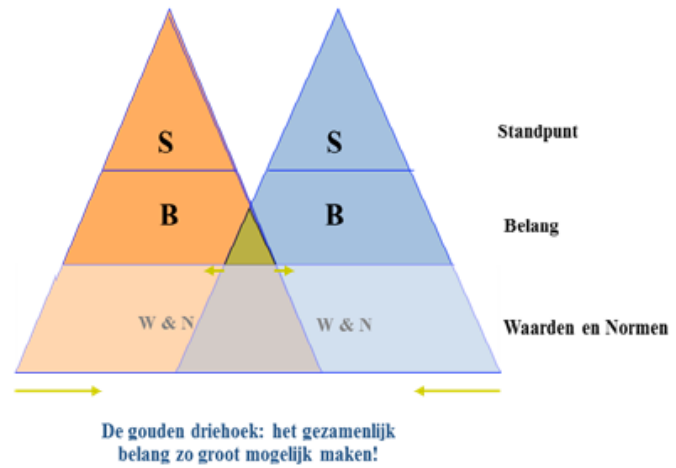 S
S
Standpunt
B
B
Belang
W & N
W & N
Waarden en Normen
De gouden driehoek: het gezamenlijk
belang zo groot mogelijk maken!